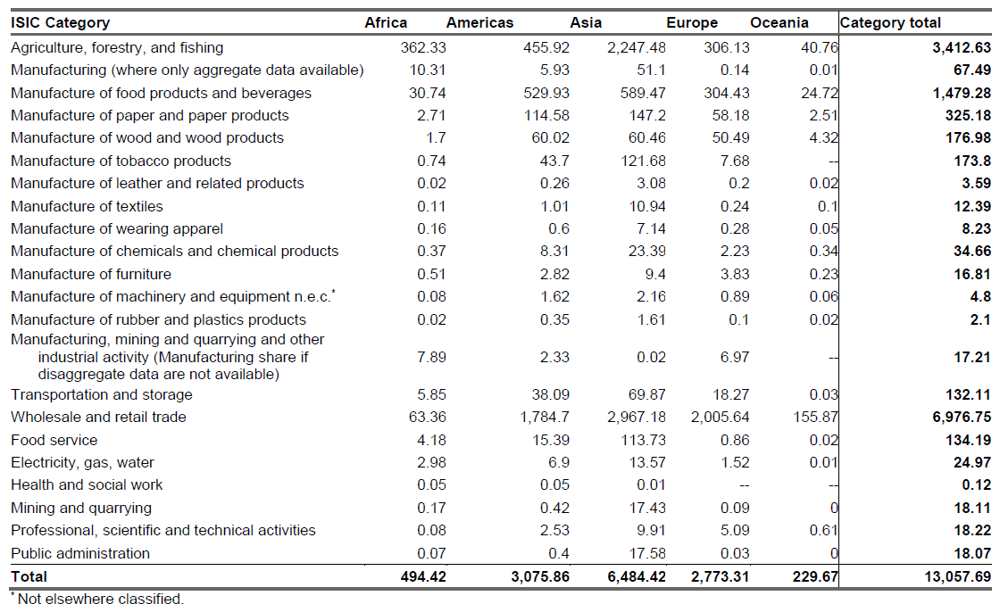 ISIC Category Africa Americas Asia Europe Oceania Category total
Agriculture, forestry, and fishing 362.33 455.92 2,247.48 306.13 40.76 3,412.63
Manufacturing (where only aggregate data available) 10.31 5.93 51.1 0.14 0.01 67.49
Manufacture of food products and beverages 30.74 529.93 589.47 304.43 24.72 1,479.28
Manufacture of paper and paper products 2.71 114.58 147.2 58.18 2.51 325.18
Manufacture of wood and wood products 1.7 60.02 60.46 50.49 4.32 176.98
Manufacture of tobacco products 0.74 43.7 121.68 7.68 -- 173.8
Manufacture of leather and related products 0.02 0.26 3.08 0.2 0.02 3.59
Manufacture of textiles 0.11 1.01 10.94 0.24 0.1 12.39
Manufacture of wearing apparel 0.16 0.6 7.14 0.28 0.05 8.23
Manufacture of chemicals and chemical products 0.37 8.31 23.39 2.23 0.34 34.66
Manufacture of furniture 0.51 2.82 9.4 3.83 0.23 16.81
Manufacture of machinery and equipment n.e.c.* 0.08 1.62 2.16 0.89 0.06 4.8
Manufacture of rubber and plastics products 0.02 0.35 1.61 0.1 0.02 2.1
Manufacturing, mining and quarrying and other
industrial activity (Manufacturing share if 7.89 2.33 0.02 6.97 -- 17.21
disaggregate data are not available)
Transportation and storage 5.85 38.09 69.87 18.27 0.03 132.11
Wholesale and retail trade 63.36 1,784.7 2,967.18 2,005.64 155.87 6,976.75
Food service 4.18 15.39 113.73 0.86 0.02 134.19
Electricity, gas, water 2.98 6.9 13.57 1.52 0.01 24.97
Health and social work 0.05 0.05 0.01 -- -- 0.12
Mining and quarrying 0.17 0.42 17.43 0.09 0 18.11
Professional, scientific and technical activities 0.08 2.53 9.91 5.09 0.61 18.22
Public administration 0.07 0.4 17.58 0.03 0 18.07
Total 494.42 3,075.86 6,484.42 2,773.31 229.67 13,057.69
* Not elsewhere classified.